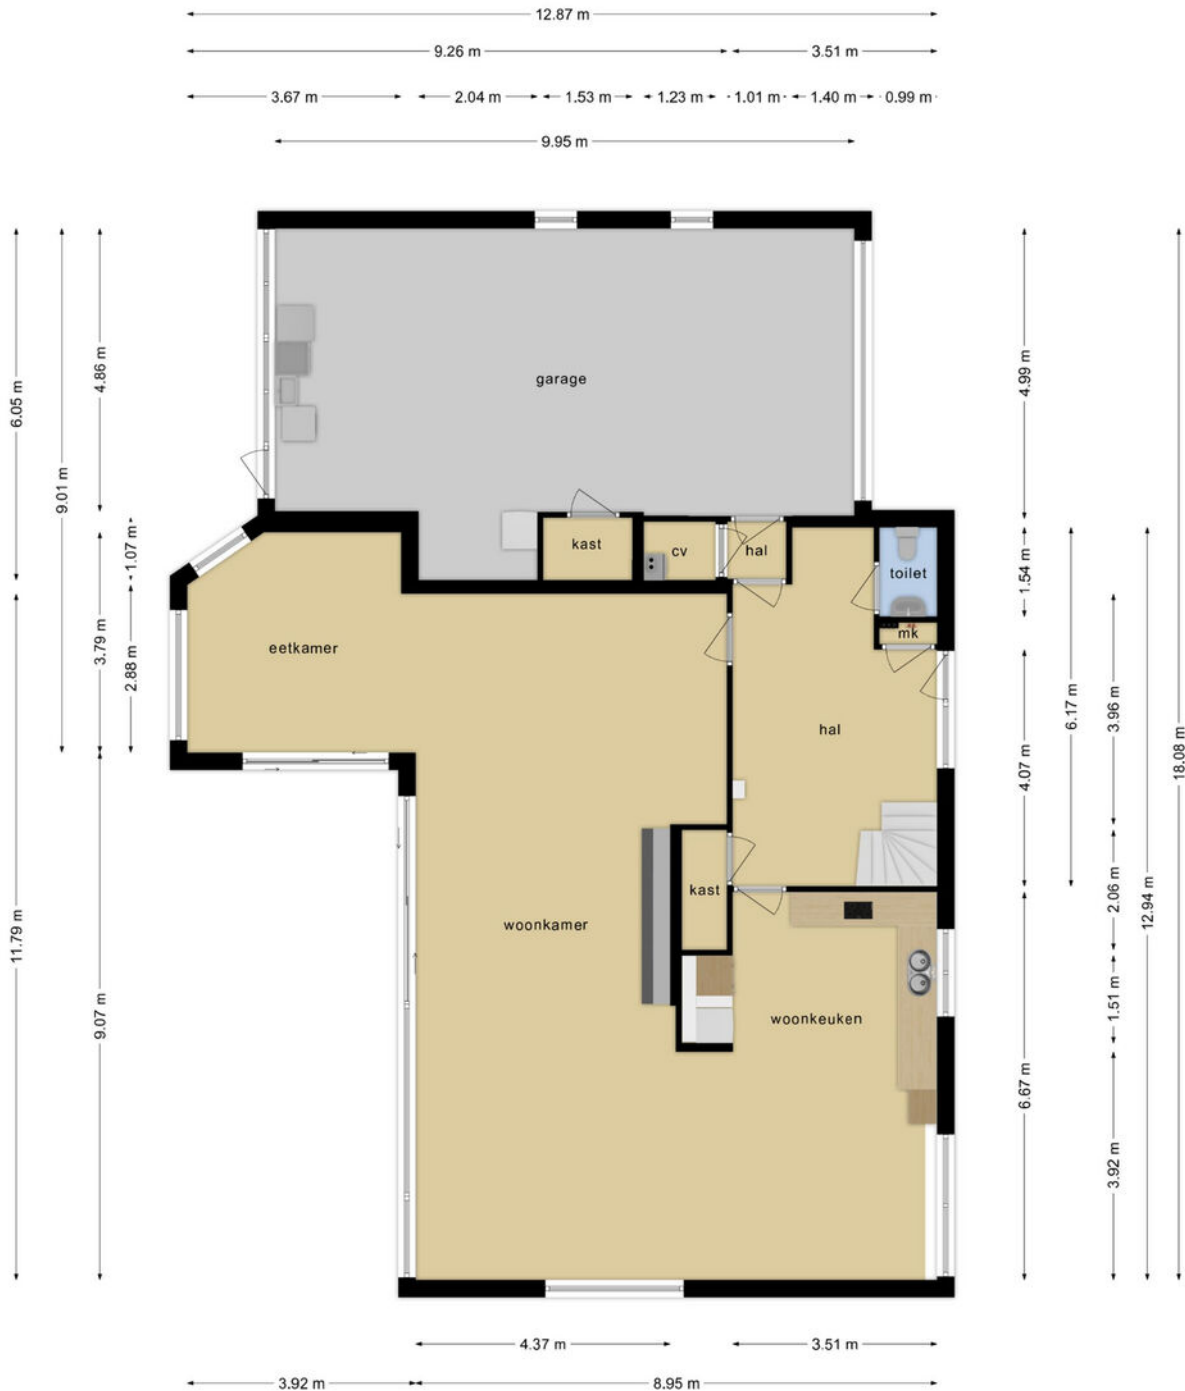 12.87 m
9.26 m
3.51 m
3.67 m
2.04 m
1.53 m
1.23 m
1.01 m
1.40 m
0.99 m
9.95 m
6.05 m
9.01 m
4.86 m
1.07 m
3.79 m
2.88 m
11.79 m
9.07 m
garage
kast
cv
hal
toilet
mk
eetkamer
hal
kast
woonkamer
woonkeuken
4.99 m
1.54 m
4.07 m
6.17 m
3.96 m
18.08 m
2.06 m
12.94 m
1.51 m
6.67 m
3.92 m
4.37 m
3.51 m
3.92 m
8.95 m